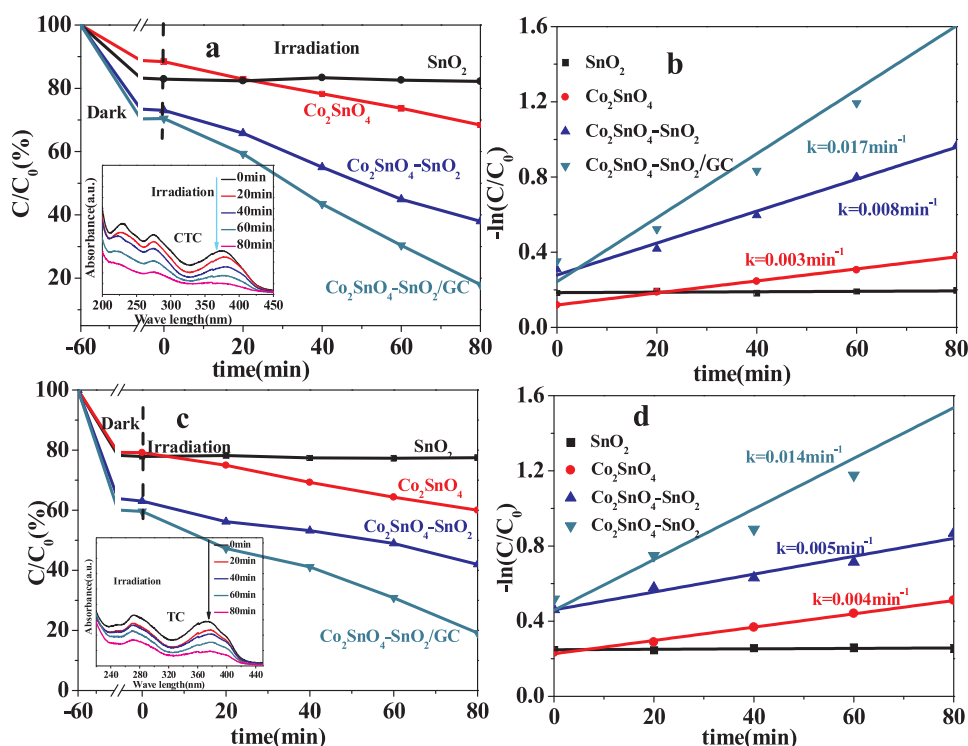 a
Irradiation
SnO₂
Co₂SnO₄
Dark
Co₂SnO₄-SnO₂
Co₂SnO₄-SnO₂/GC
C/C₀(%)
100
80
60
40
20
-60
0
20
40
60
80
time(min)
Irradiation
0min
20min
40min
60min
80min
CTC
Absorbance(a.u.)
200
250
300
350
400
450
Wave length(nm)
b
SnO₂
Co₂SnO₄
Co₂SnO₄-SnO₂
Co₂SnO₄-SnO₂/GC
k=0.017min⁻¹
k=0.008min⁻¹
k=0.003min⁻¹
-ln(C/C₀)
1.6
1.2
0.8
0.4
0.0
0
20
40
60
80
time(min)
c
Dark
Irradiation
SnO₂
Co₂SnO₄
Co₂SnO₄-SnO₂
Co₂SnO₄-SnO₂/GC
C/C₀(%)
100
80
60
40
20
0
-60
0
20
40
60
80
time(min)
Irradiation
0min
20min
40min
60min
80min
TC
Absorbance(a.u.)
240
280
320
360
400
440
Wave length(nm)
d
SnO₂
Co₂SnO₄
Co₂SnO₄-SnO₂
Co₂SnO₄-SnO₂
k=0.014min⁻¹
k=0.005min⁻¹
k=0.004min⁻¹
-ln(C/C₀)
1.6
1.2
0.8
0.4
0.0
0
20
40
60
80
time(min)